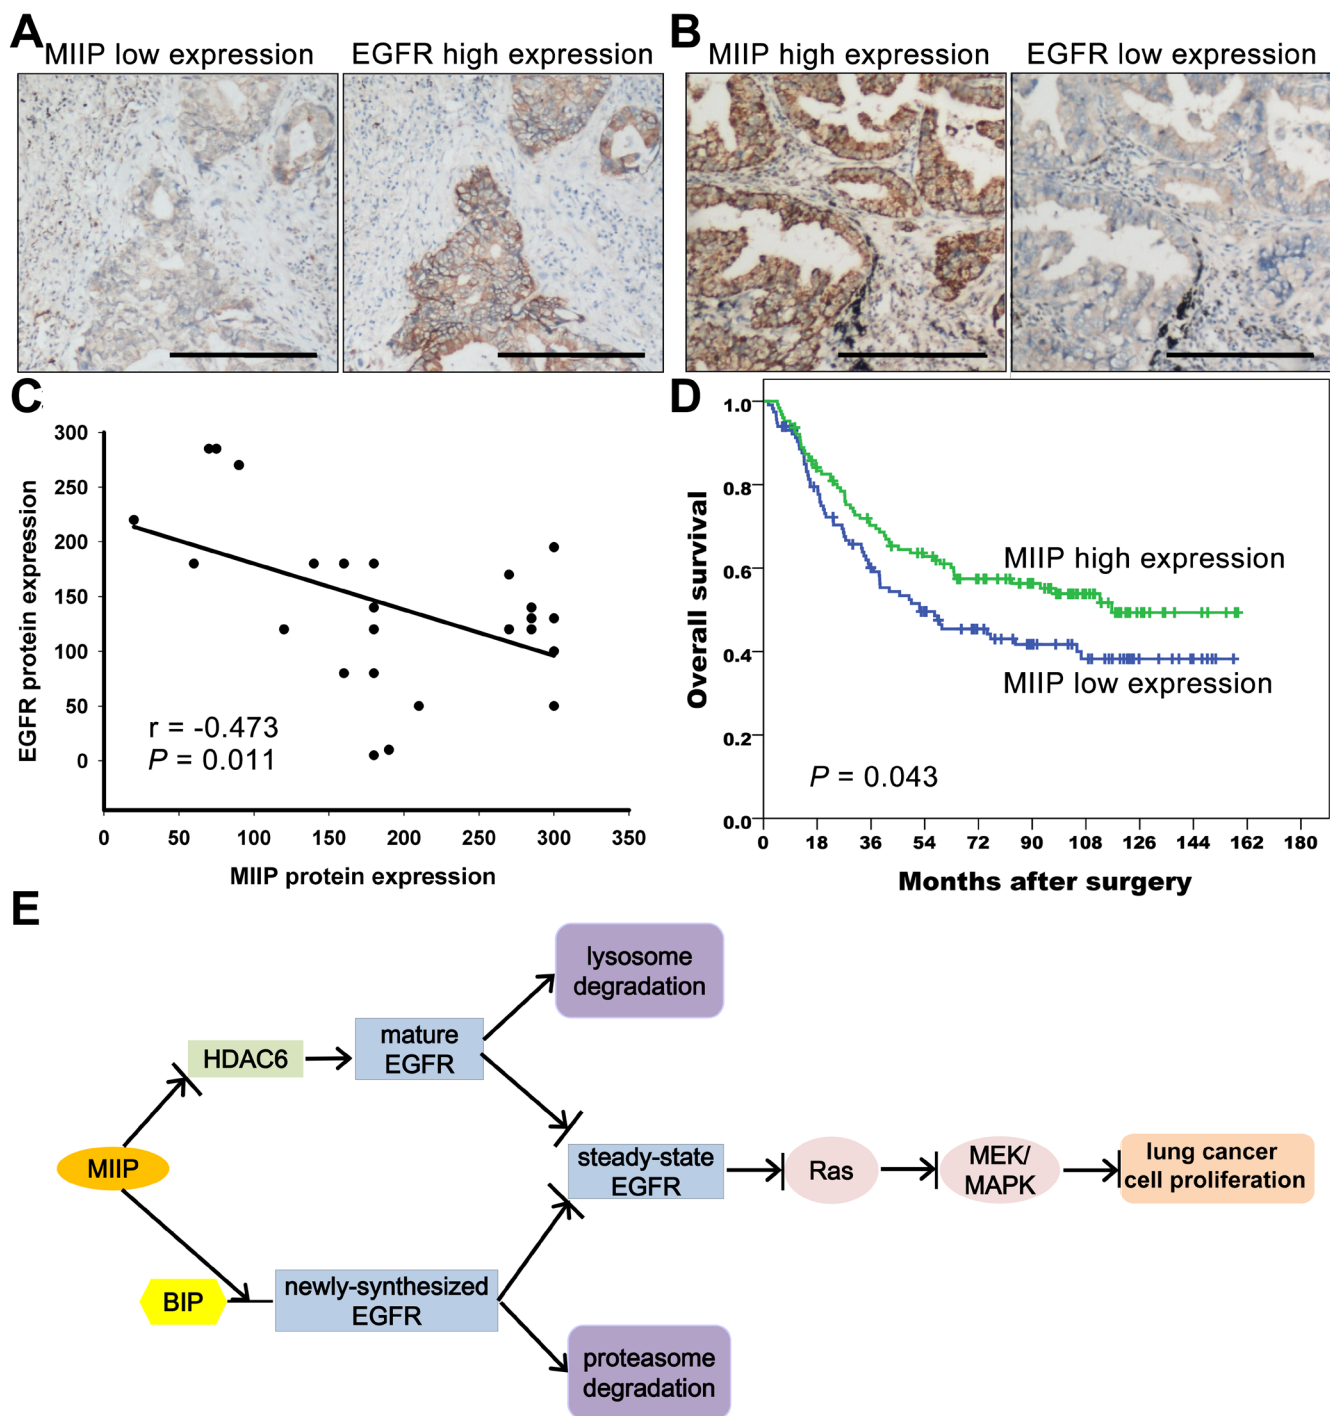 A
MIIP low expression
EGFR high expression
B
MIIP high expression
EGFR low expression
C
300
250
200
150
100
50
0
EGFR protein expression
r = -0.473
P = 0.011
0 50 100 150 200 250 300 350
MIIP protein expression
D
1.0
0.8
0.6
0.4
0.2
0.0
Overall survival
MIIP high expression
MIIP low expression
P = 0.043
0 18 36 54 72 90 108 126 144 162 180
Months after surgery
E
lysosome
degradation
mature
EGFR
HDAC6
MIIP
steady-state
EGFR
Ras
MEK/
MAPK
lung cancer
cell proliferation
BIP
newly-synthesized
EGFR
proteasome
degradation